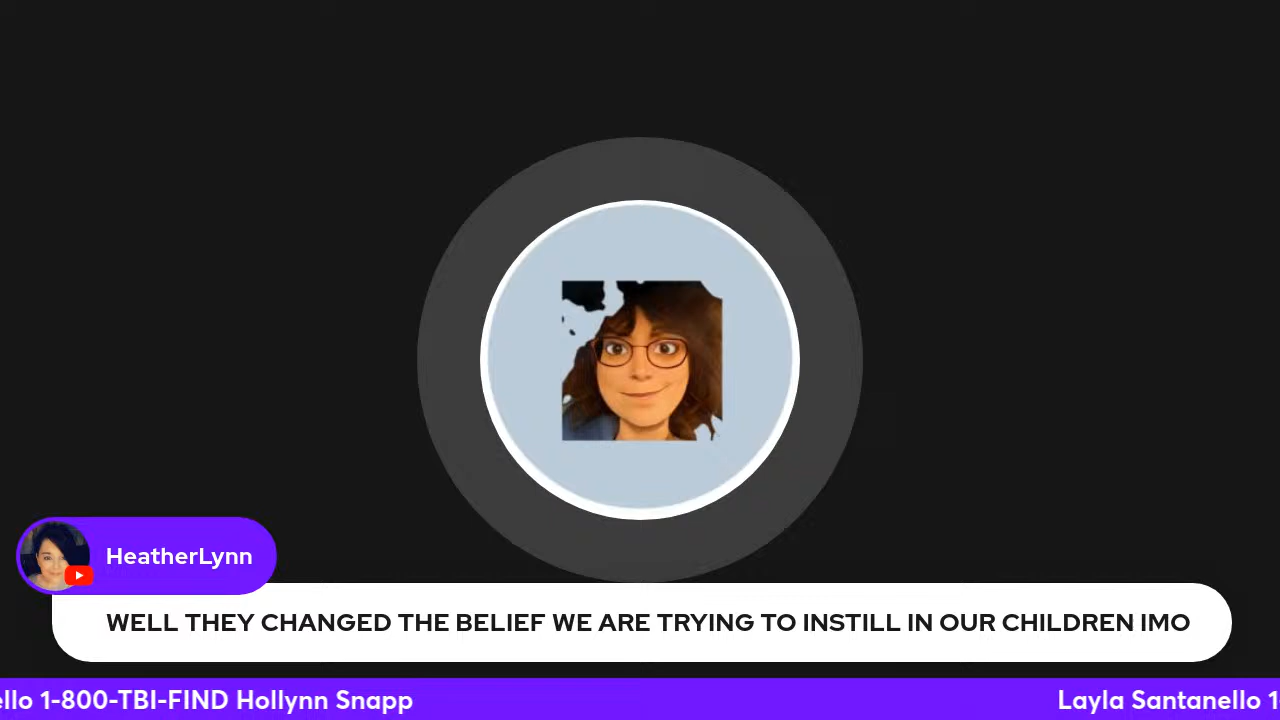 HeatherLynn
WELL THEY CHANGED THE BELIEF WE ARE TRYING TO INSTILL IN OUR CHILDREN IMO
ello 1-800-TBI-FIND Hollynn Snapp
Layla Santanello 1